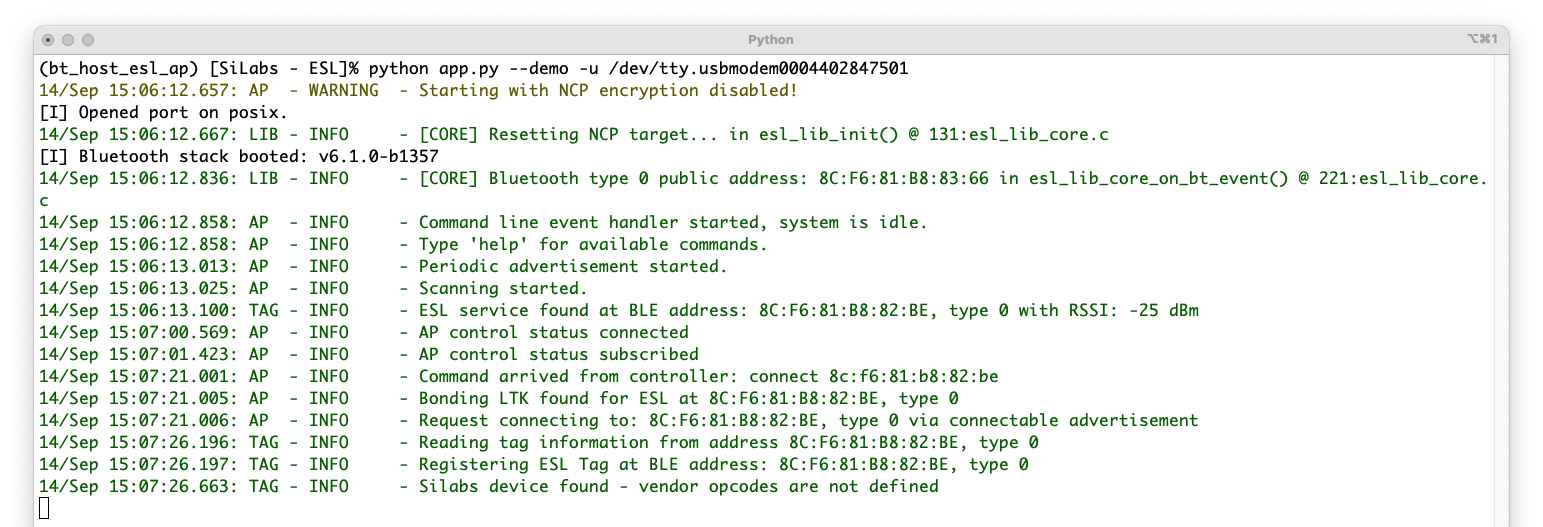 Python
⌥⌘1
(bt_host_esl_ap) [SiLabs - ESL]% python app.py --demo -u /dev/tty.usbmodem0004402847501
14/Sep 15:06:12.657: AP  - WARNING  - Starting with NCP encryption disabled!
[I] Opened port on posix.
14/Sep 15:06:12.667: LIB - INFO     - [CORE] Resetting NCP target... in esl_lib_init() @ 131:esl_lib_core.c
[I] Bluetooth stack booted: v6.1.0-b1357
14/Sep 15:06:12.836: LIB - INFO     - [CORE] Bluetooth type 0 public address: 8C:F6:81:B8:83:66 in esl_lib_core_on_bt_event() @ 221:esl_lib_core.
c
14/Sep 15:06:12.858: AP  - INFO     - Command line event handler started, system is idle.
14/Sep 15:06:12.858: AP  - INFO     - Type 'help' for available commands.
14/Sep 15:06:13.013: AP  - INFO     - Periodic advertisement started.
14/Sep 15:06:13.025: AP  - INFO     - Scanning started.
14/Sep 15:06:13.100: TAG - INFO     - ESL service found at BLE address: 8C:F6:81:B8:82:BE, type 0 with RSSI: -25 dBm
14/Sep 15:07:00.569: AP  - INFO     - AP control status connected
14/Sep 15:07:01.423: AP  - INFO     - AP control status subscribed
14/Sep 15:07:21.001: AP  - INFO     - Command arrived from controller: connect 8c:f6:81:b8:82:be
14/Sep 15:07:21.005: AP  - INFO     - Bonding LTK found for ESL at 8C:F6:81:B8:82:BE, type 0
14/Sep 15:07:21.006: AP  - INFO     - Request connecting to: 8C:F6:81:B8:82:BE, type 0 via connectable advertisement
14/Sep 15:07:26.196: TAG - INFO     - Reading tag information from address 8C:F6:81:B8:82:BE, type 0
14/Sep 15:07:26.197: TAG - INFO     - Registering ESL Tag at BLE address: 8C:F6:81:B8:82:BE, type 0
14/Sep 15:07:26.663: TAG - INFO     - Silabs device found - vendor opcodes are not defined